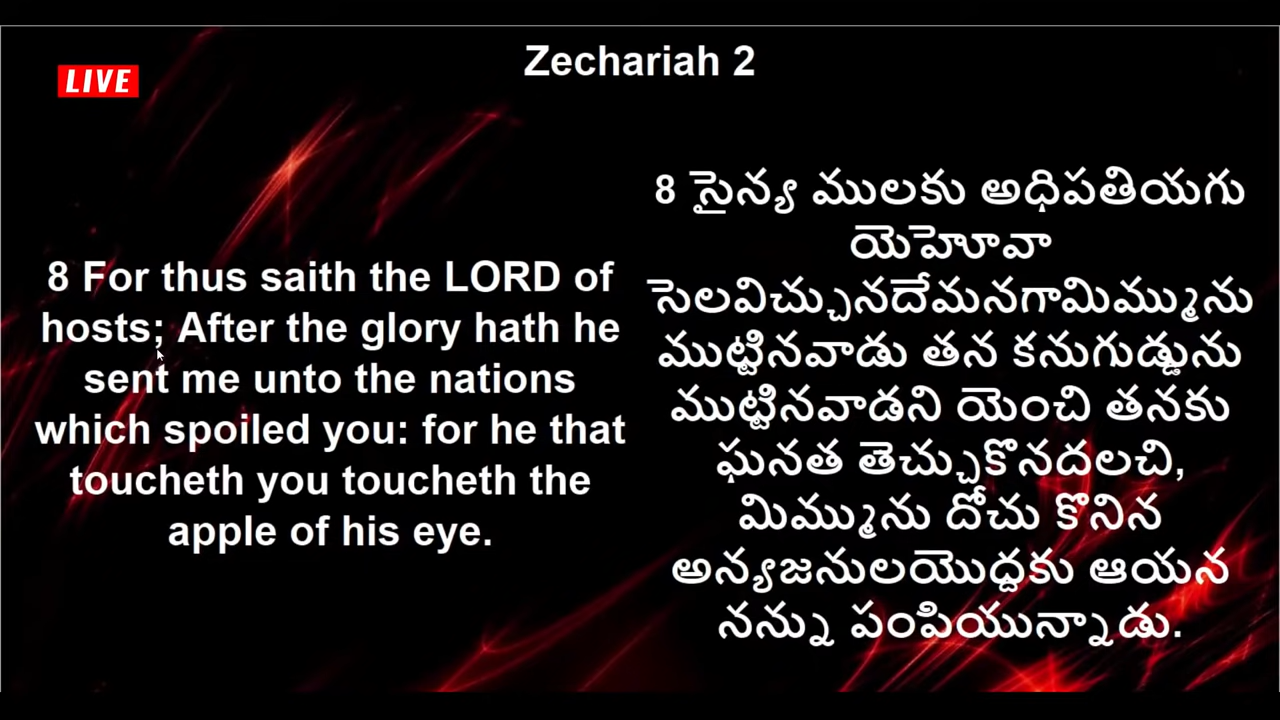 Zechariah 2
LIVE
8 For thus saith the LORD of
hosts; After the glory hath he
sent me unto the nations
which spoiled you: for he that
toucheth you toucheth the
apple of his eye.
8 సైన్య ములకు అధిపతియగు
యెహోవా
సెలవిచ్చునదేమనగామిమ్మును
ముట్టినవాడు తన కనుగుడ్డును
ముట్టినవాడని యెంచి తనకు
ఘనత తెచ్చుకొనదలచి,
మిమ్మును దోచు కొనిన
అన్యజనులయొద్దకు ఆయన
నన్ను పంపియున్నాడు.